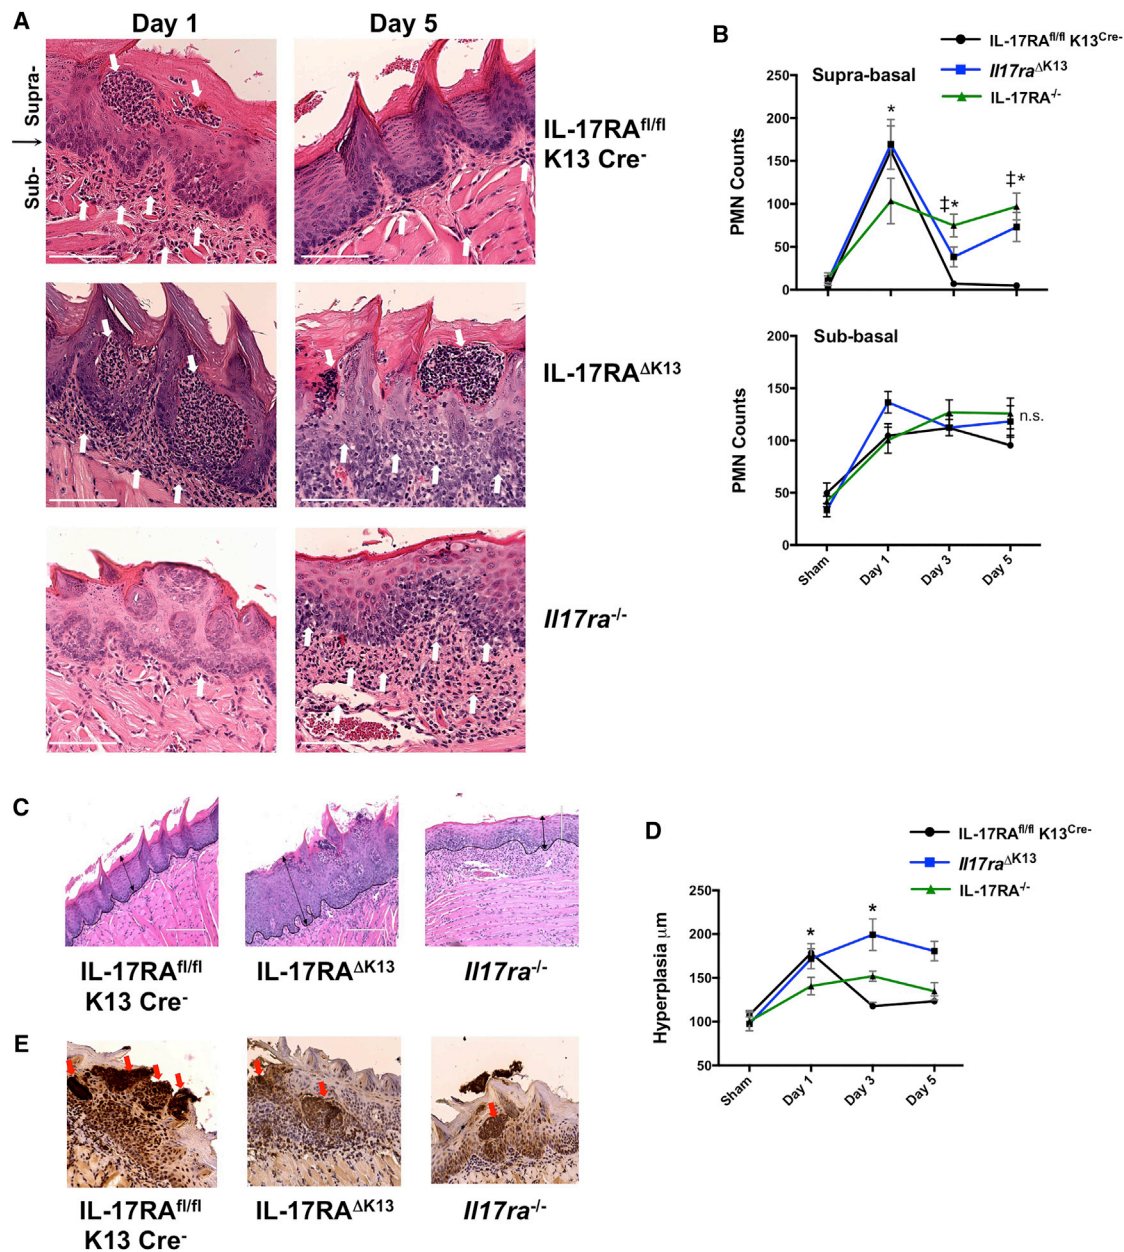 A
Day 1
Day 5
Supra-
Sub-
IL-17RAfl/fl
K13 Cre-
IL-17RAΔK13
Il17ra-/-
B
IL-17RAfl/fl K13Cre-
Il17raΔK13
IL-17RA-/-
Supra-basal
PMN Counts
250
200
150
100
50
0
*
‡*
‡*
Sub-basal
PMN Counts
200
150
100
50
0
n.s.
Sham
Day 1
Day 3
Day 5
C
IL-17RAfl/fl
K13 Cre-
IL-17RAΔK13
Il17ra-/-
D
IL-17RAfl/fl K13Cre-
Il17raΔK13
IL-17RA-/-
Hyperplasia μm
250
200
150
100
50
*
*
Sham
Day 1
Day 3
Day 5
E
IL-17RAfl/fl
K13 Cre-
IL-17RAΔK13
Il17ra-/-